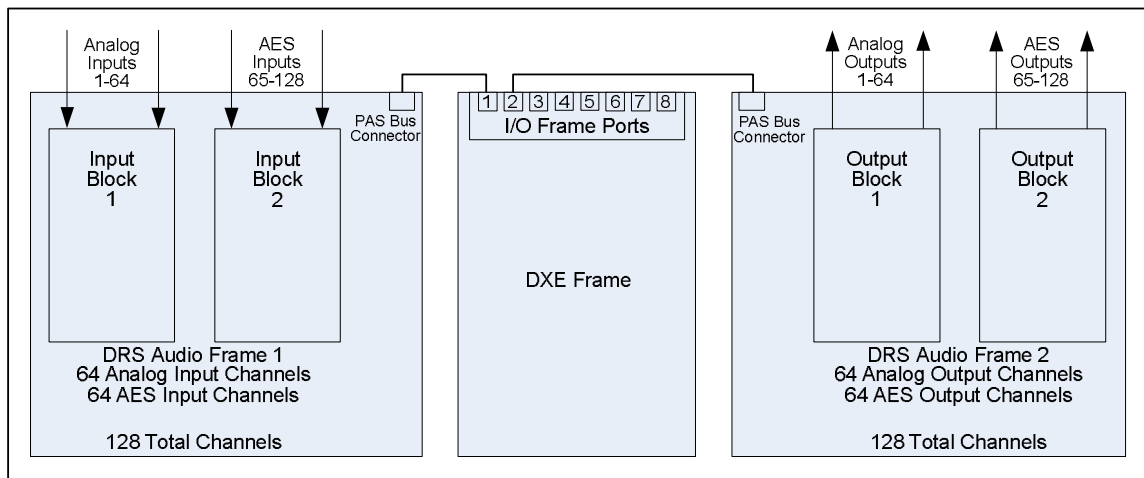 Analog
Inputs
1-64
AES
Inputs
65-128
PAS Bus
Connector
Input
Block
1
Input
Block
2
DRS Audio Frame 1
64 Analog Input Channels
64 AES Input Channels
128 Total Channels
1 2 3 4 5 6 7 8
I/O Frame Ports
DXE Frame
PAS Bus
Connector
Analog
Outputs
1-64
AES
Outputs
65-128
Output
Block
1
Output
Block
2
DRS Audio Frame 2
64 Analog Output Channels
64 AES Output Channels
128 Total Channels